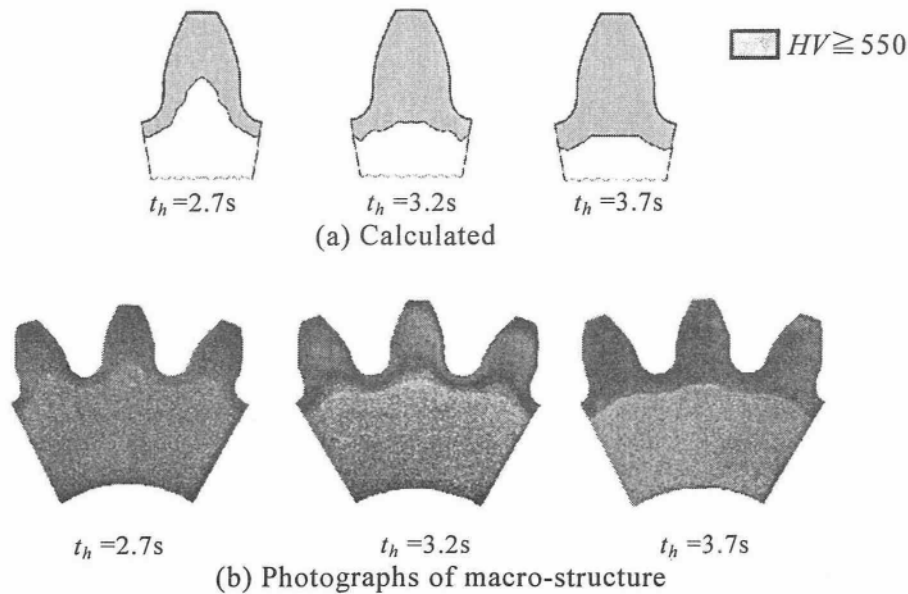 HV≧550
t_h =2.7s t_h =3.2s t_h =3.7s
(a) Calculated
t_h =2.7s t_h =3.2s t_h =3.7s
(b) Photographs of macro-structure